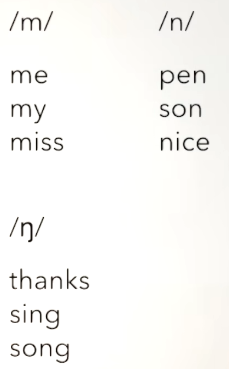 /m/
me
my
miss
/n/
pen
son
nice
/ŋ/
thanks
sing
song